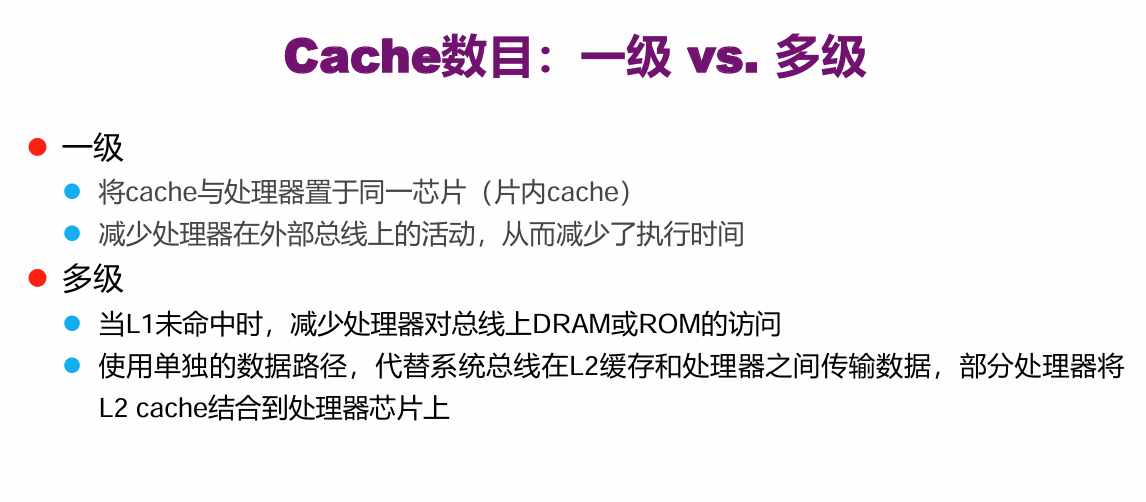 Cache数目：一级 vs. 多级
一级
将cache与处理器置于同一芯片（片内cache）
减少处理器在外部总线上的活动，从而减少了执行时间
多级
当L1未命中时，减少处理器对总线上DRAM或ROM的访问
使用单独的数据路径，代替系统总线在L2缓存和处理器之间传输数据，部分处理器将
L2 cache结合到处理器芯片上